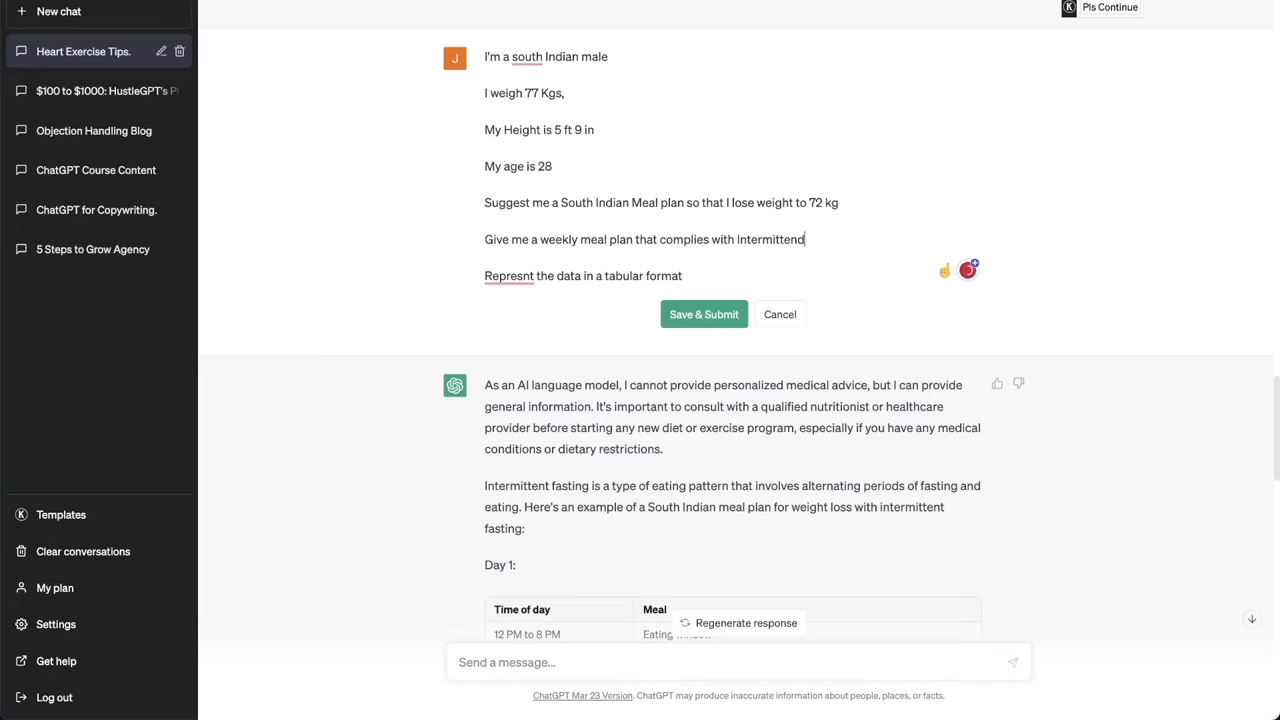 New chat
Heart Exercise Tips.
$100 to $1000: HustleGPT's Pl
Objection Handling Blog
ChatGPT Course Content
ChatGPT for Copywriting.
5 Steps to Grow Agency
Templates
Clear conversations
My plan
Settings
Get help
Log out
K Pls Continue
J
I'm a south Indian male
I weigh 77 Kgs,
My Height is 5 ft 9 in
My age is 28
Suggest me a South Indian Meal plan so that I lose weight to 72 kg
Give me a weekly meal plan that complies with Intermittend
Represnt the data in a tabular format
Save & Submit Cancel
As an AI language model, I cannot provide personalized medical advice, but I can provide
general information. It's important to consult with a qualified nutritionist or healthcare
provider before starting any new diet or exercise program, especially if you have any medical
conditions or dietary restrictions.
Intermittent fasting is a type of eating pattern that involves alternating periods of fasting and
eating. Here's an example of a South Indian meal plan for weight loss with intermittent
fasting:
Day 1:
Time of day Meal
12 PM to 8 PM Eating window
Regenerate response
Send a message...
ChatGPT Mar 23 Version. ChatGPT may produce inaccurate information about people, places, or facts.